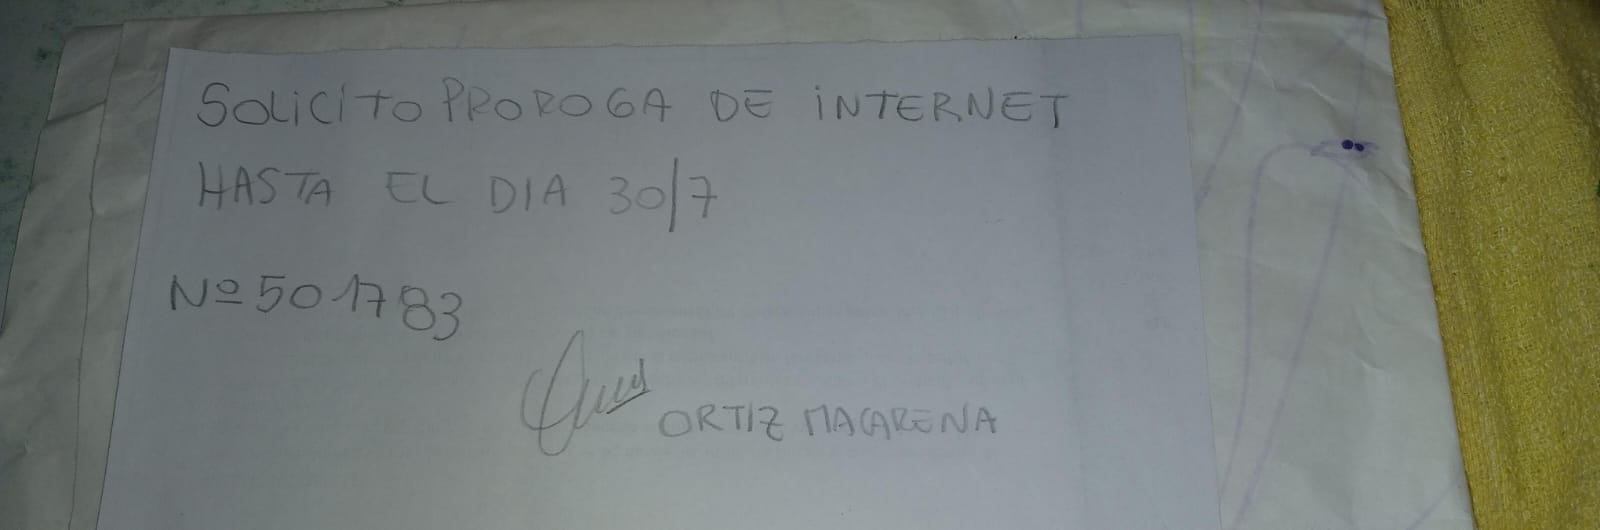 SOLICITO PROROGA DE INTERNET
HASTA EL DIA 30/7
Nº 501783
ORTIZ MACARENA